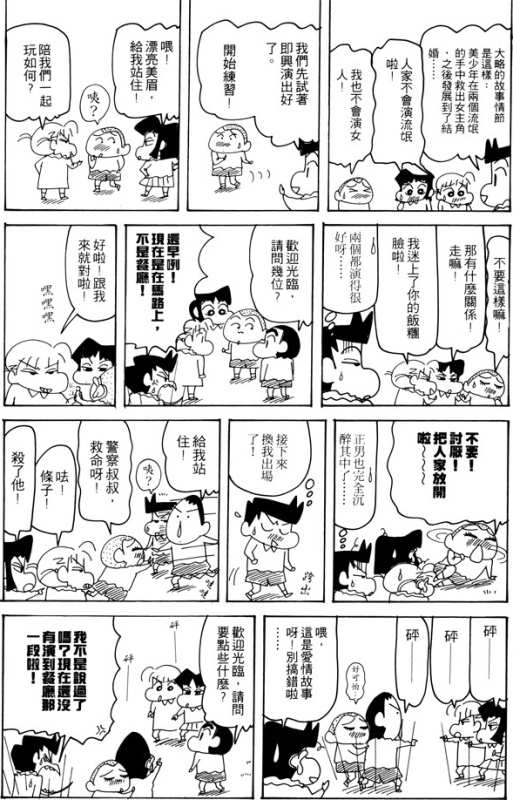 大略的故事情節
是這樣：
美少年在兩個流氓
的手中救出女主角
，之後發展到了結
婚……
人家不會演流氓
啦！
我也不會演女
人！
我們先試著
即興演出好
了。
開始練習！
喂！
漂亮美眉，
給我站住！
咦？
陪我們一起
玩如何？
不要這樣嘛！
那有什麼關係！
走嘛！
我迷上了你的飯糰
臉啦！
兩個都演得很
好呀……
歡迎光臨，
請問幾位？
還早咧！
現在是在馬路上，
不是餐廳！
好啦！跟我
來就對啦！
嘿
嘿
嘿
不要！
討厭！
把人家放開
啦～～～
正男也完全沉
醉其中了……
接下來
換我出場
了！
跨
出
給我站
住！
咦？
警察叔叔，
救命呀！
呿！
條子！
殺了他！
砰
砰
砰
喂，
這是愛情故事
呀！別搞錯啦
好可怕…
砰
砰
歡迎光臨，請問
要點些什麼？
我不是說過了
嗎？現在還沒
有演到餐廳那
一段啦！